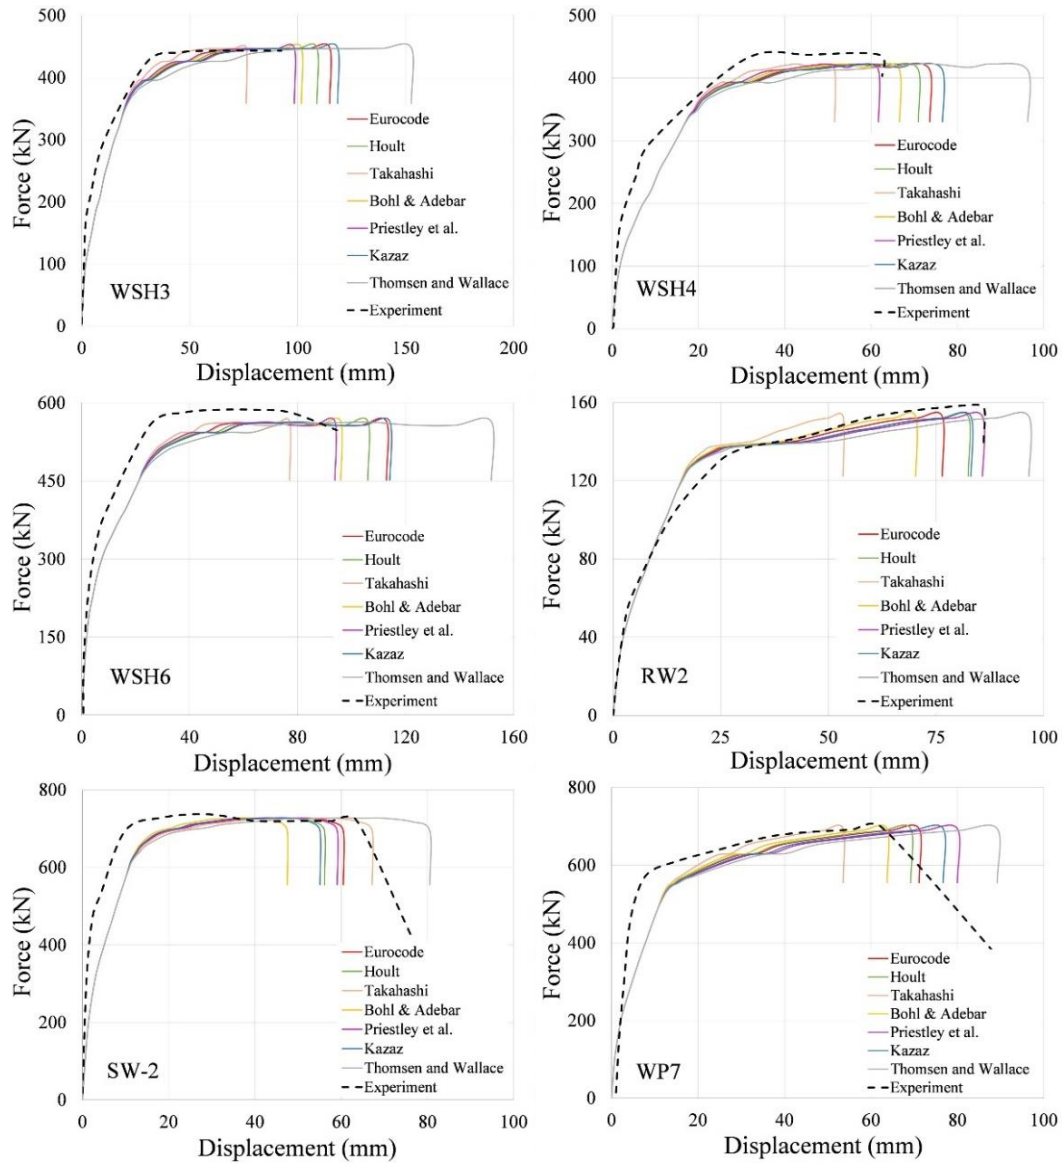 500
400
300
200
100
0
Force (kN)
Eurocode
Hoult
Takahashi
Bohl & Adebar
Priestley et al.
Kazaz
Thomsen and Wallace
Experiment
WSH3
0 50 100 150 200
Displacement (mm)
500
400
300
200
100
0
Force (kN)
Eurocode
Hoult
Takahashi
Bohl & Adebar
Priestley et al.
Kazaz
Thomsen and Wallace
Experiment
WSH4
0 20 40 60 80 100
Displacement (mm)
600
450
300
150
0
Force (kN)
Eurocode
Hoult
Takahashi
Bohl & Adebar
Priestley et al.
Kazaz
Thomsen and Wallace
Experiment
WSH6
0 40 80 120 160
Displacement (mm)
160
120
80
40
0
Force (kN)
Eurocode
Hoult
Takahashi
Bohl & Adebar
Priestley et al.
Kazaz
Thomsen and Wallace
Experiment
RW2
0 25 50 75 100
Displacement (mm)
800
600
400
200
0
Force (kN)
Eurocode
Hoult
Takahashi
Bohl & Adebar
Priestley et al.
Kazaz
Thomsen and Wallace
Experiment
SW-2
0 20 40 60 80 100
Displacement (mm)
800
600
400
200
0
Force (kN)
Eurocode
Hoult
Takahashi
Bohl & Adebar
Priestley et al.
Kazaz
Thomsen and Wallace
Experiment
WP7
0 20 40 60 80 100
Displacement (mm)